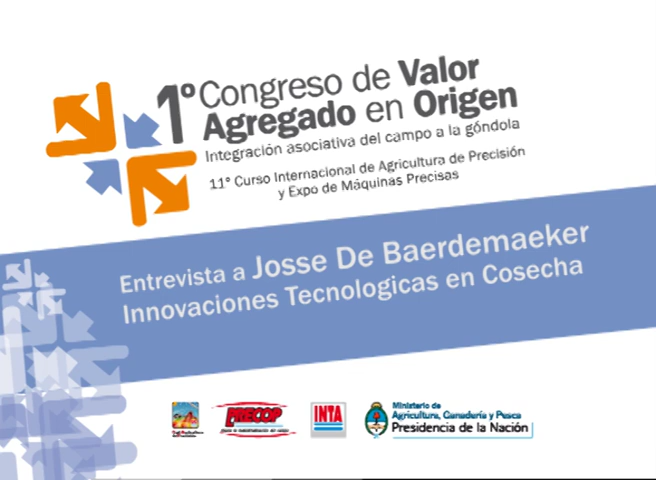 1º Congreso de Valor
Agregado en Origen
Integración asociativa del campo a la góndola
11º Curso Internacional de Agricultura de Precisión
y Expo de Máquinas Precisas
Entrevista a Josse De Baerdemaeker
Innovaciones Tecnologicas en Cosecha
PRECOP
INTA
Ministerio de
Agricultura, Ganadería y Pesca
Presidencia de la Nación